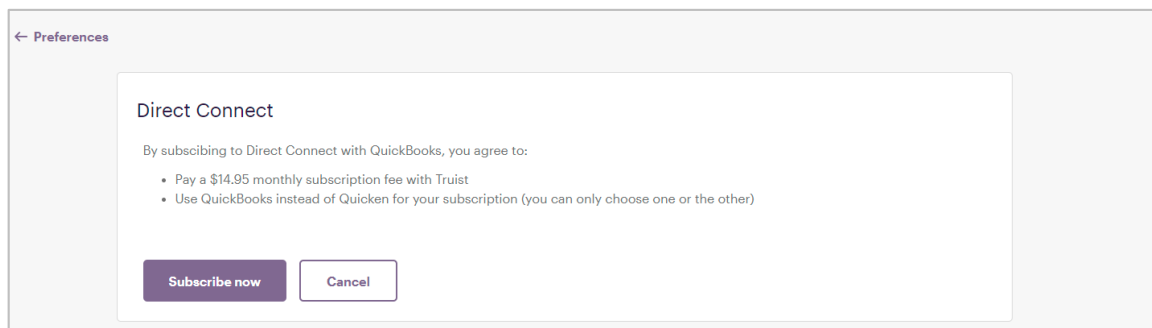 ← Preferences
Direct Connect
By subscibing to Direct Connect with QuickBooks, you agree to:
• Pay a $14.95 monthly subscription fee with Truist
• Use QuickBooks instead of Quicken for your subscription (you can only choose one or the other)
Subscribe now Cancel